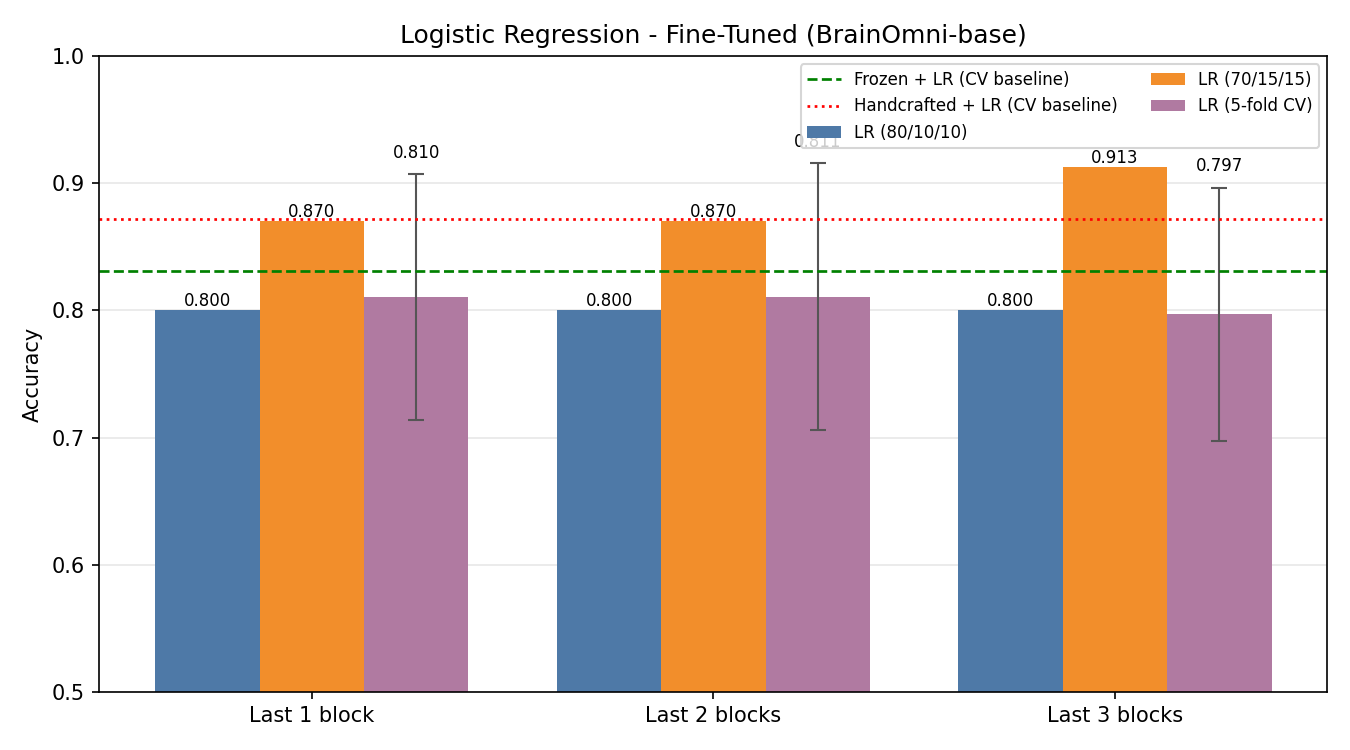 Logistic Regression - Fine-Tuned (BrainOmni-base)
Accuracy
1.0
0.9
0.8
0.7
0.6
0.5
Frozen + LR (CV baseline)
Handcrafted + LR (CV baseline)
LR (80/10/10)
LR (70/15/15)
LR (5-fold CV)
0.800
0.870
0.810
0.800
0.870
0.811
0.800
0.913
0.797
Last 1 block
Last 2 blocks
Last 3 blocks